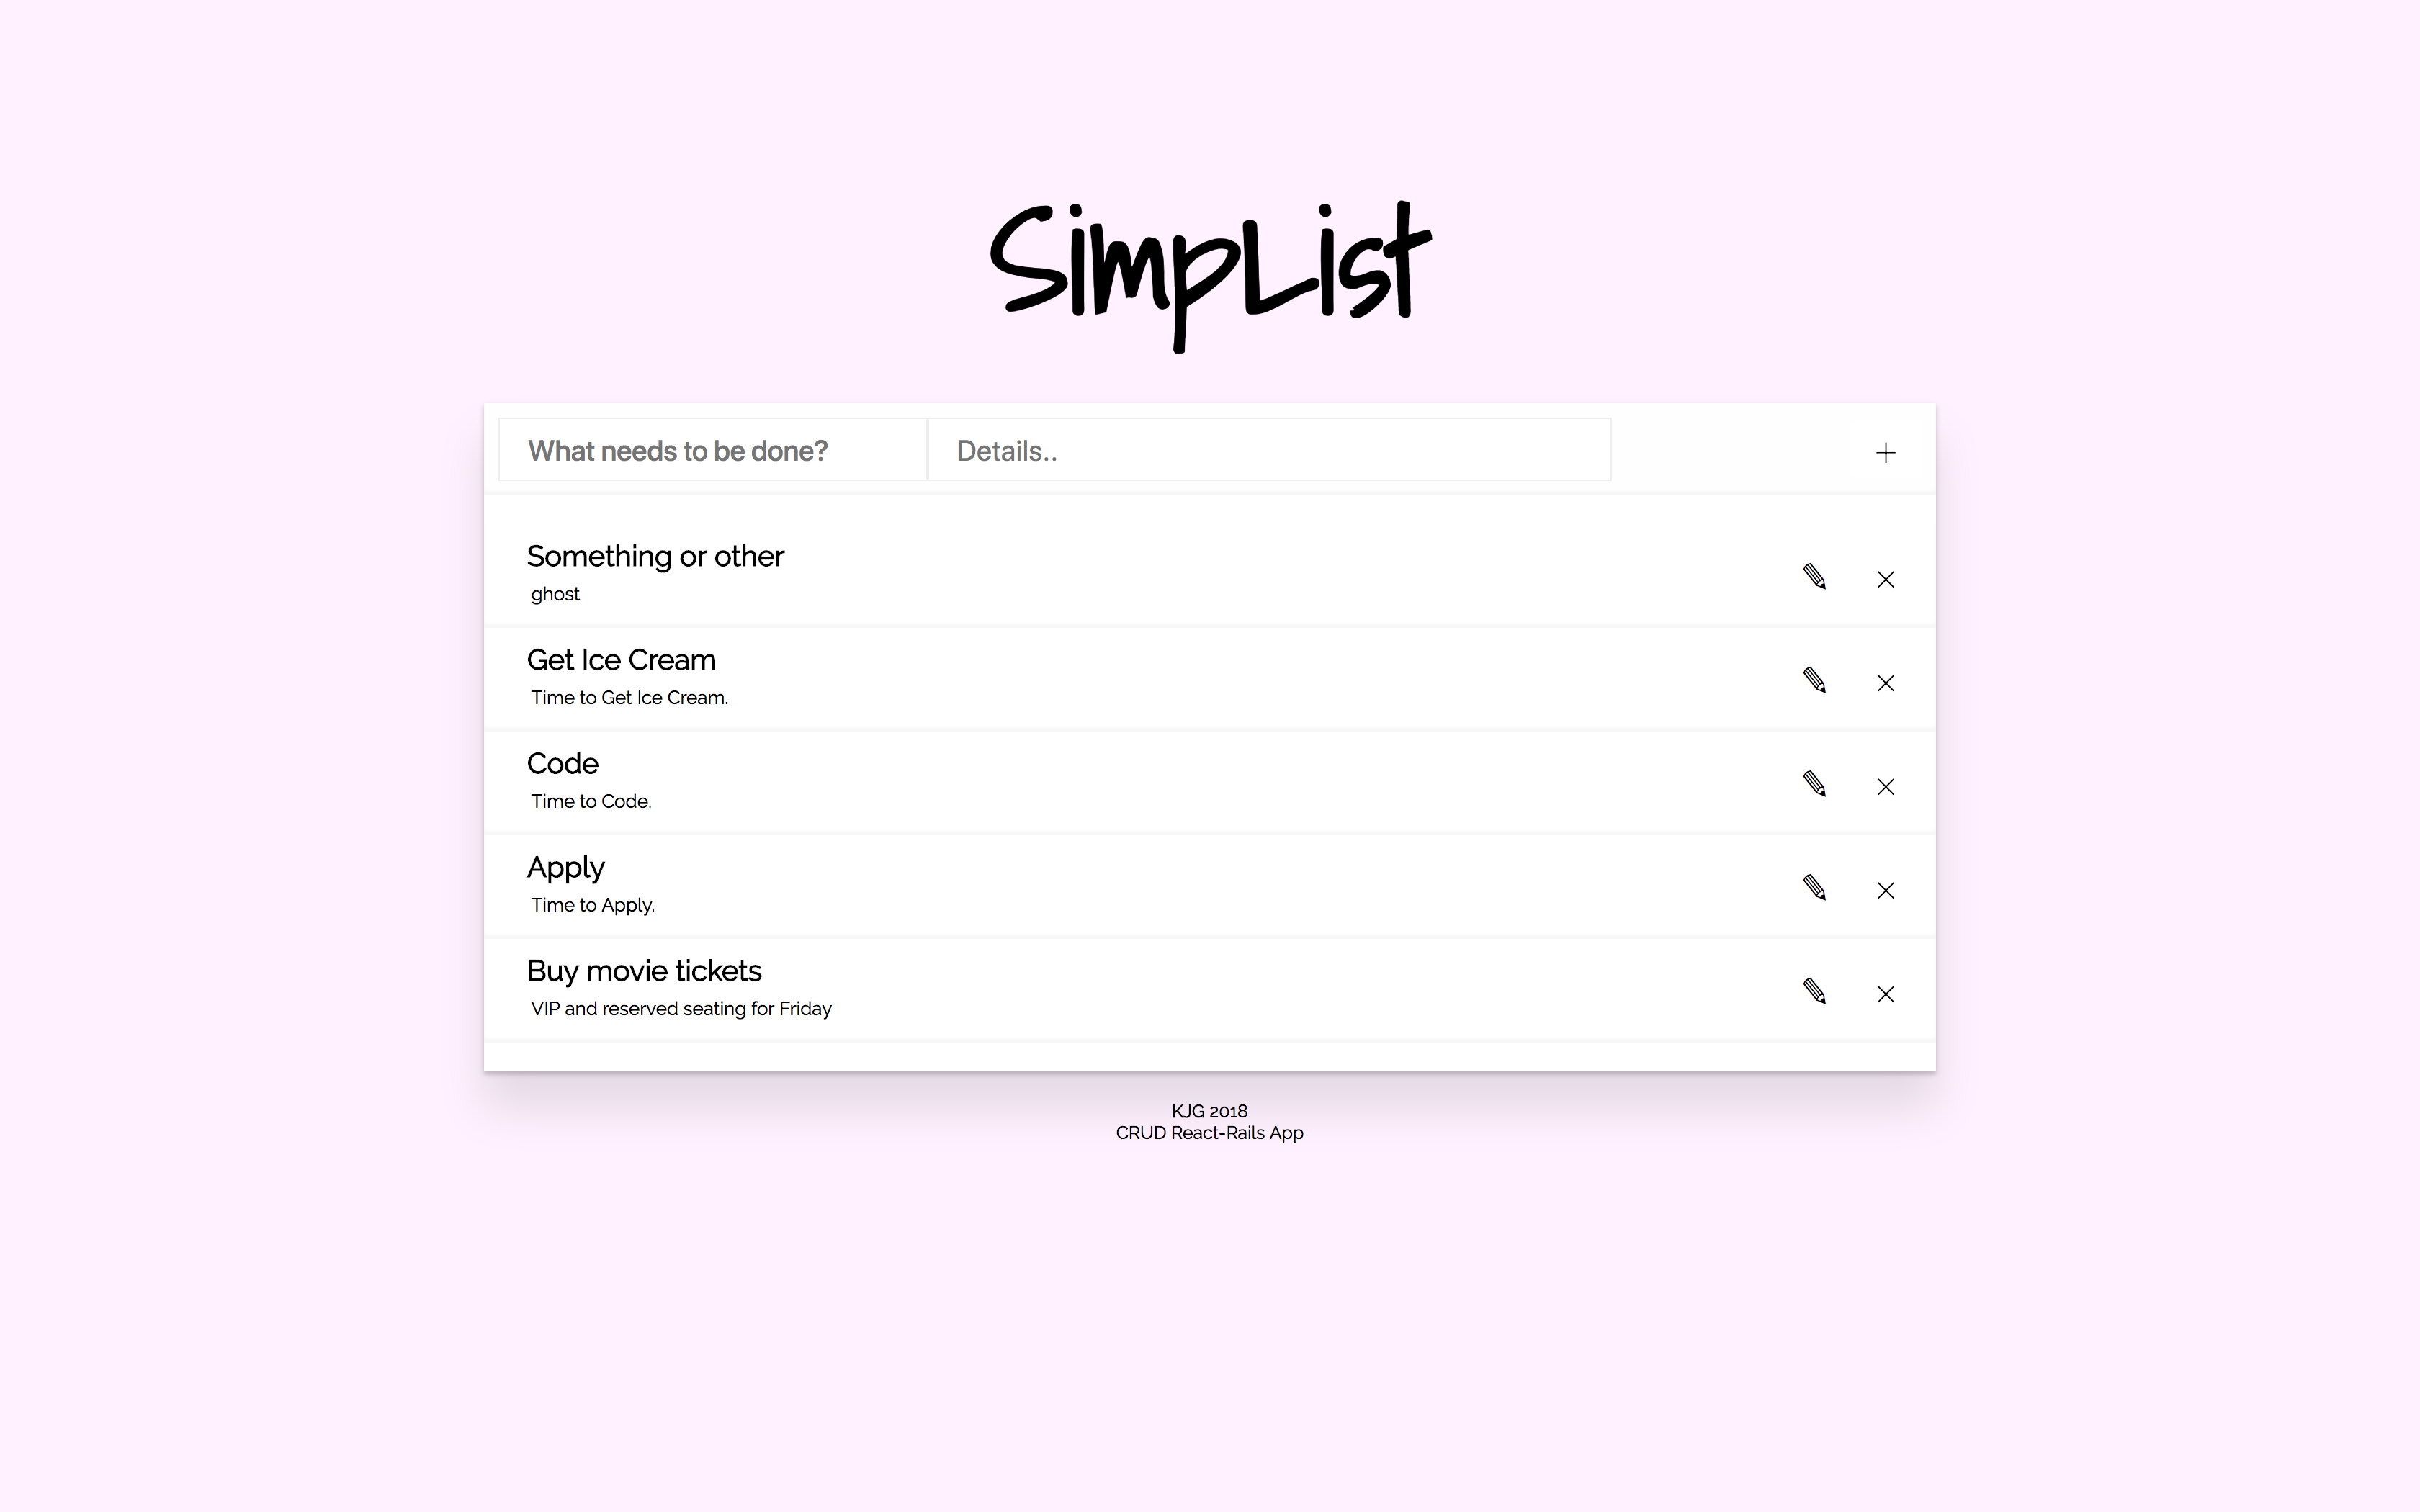 SimpList
What needs to be done? Details..
Something or other
ghost
Get Ice Cream
Time to Get Ice Cream.
Code
Time to Code.
Apply
Time to Apply.
Buy movie tickets
VIP and reserved seating for Friday
KJG 2018
CRUD React-Rails App